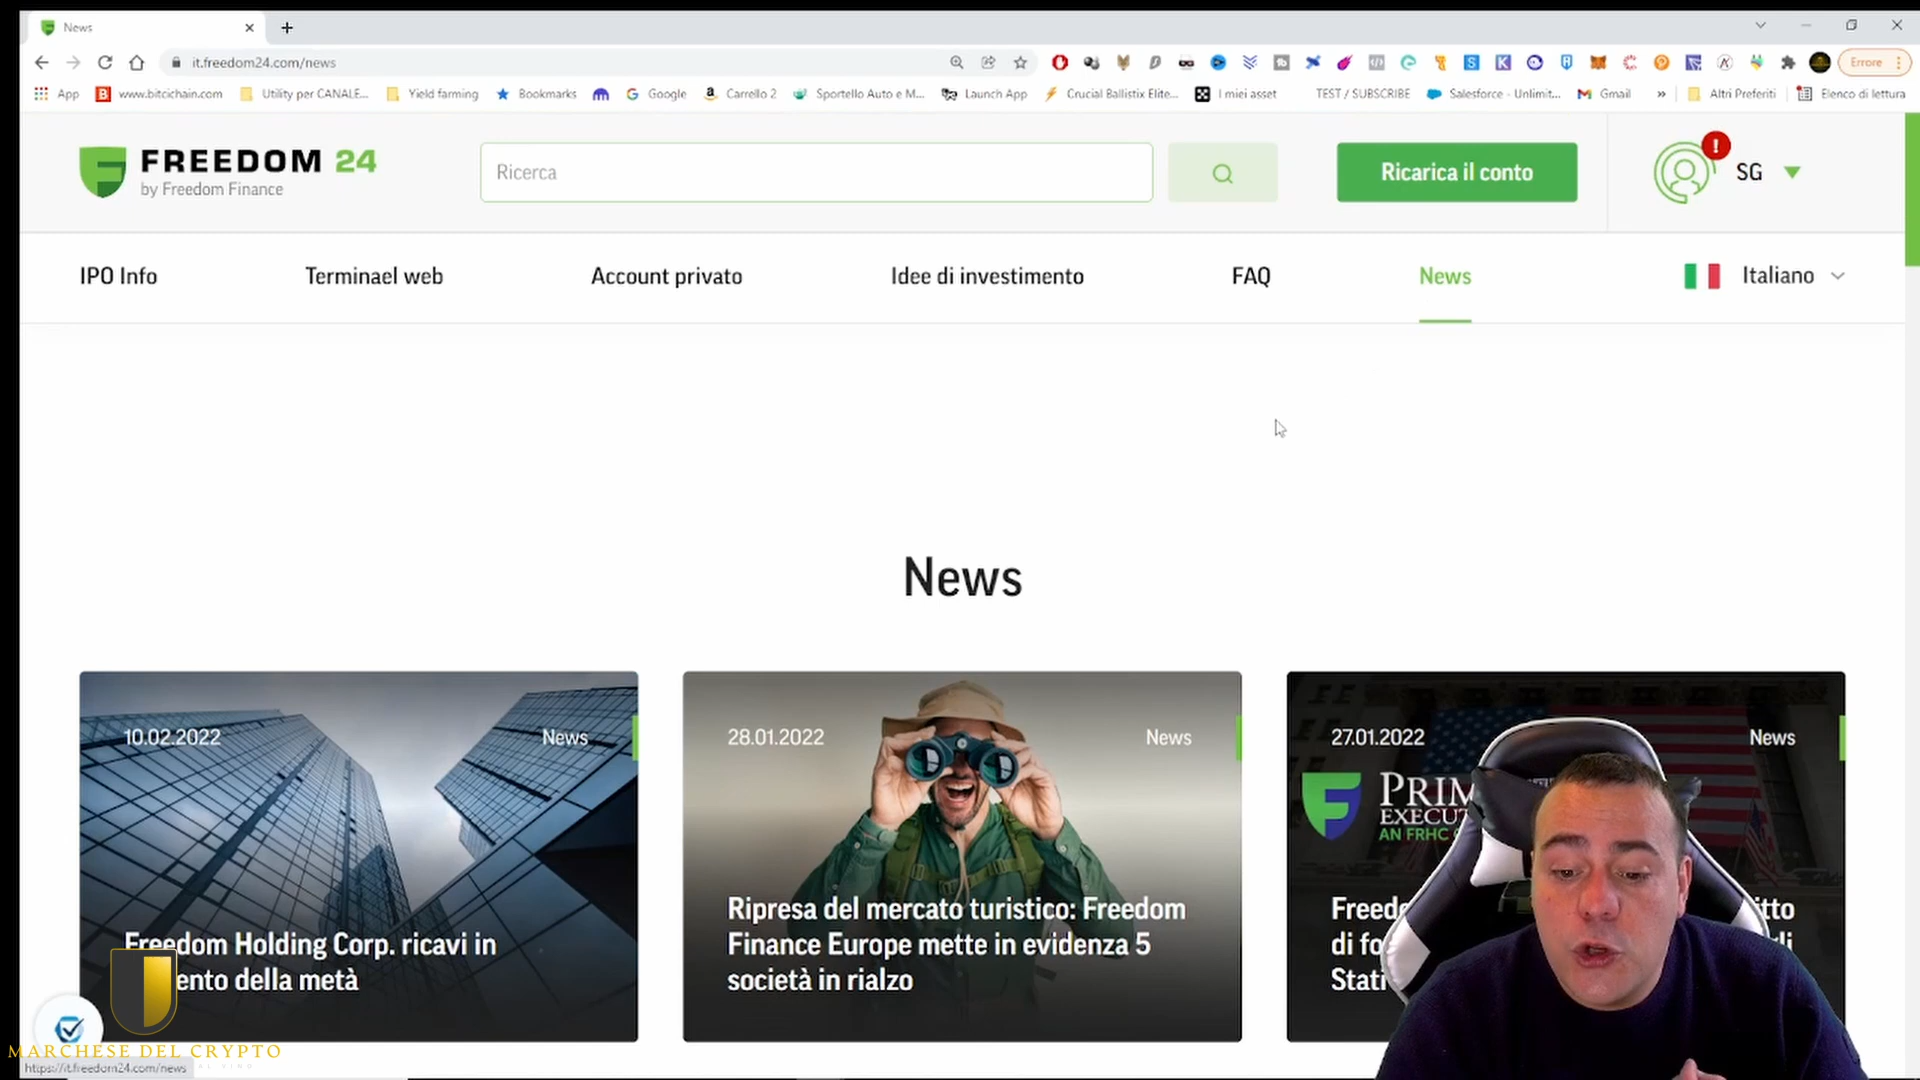 News
it.freedom24.com/news
Errore
App
www.bitcichain.com
Utility per CANALE...
Yield farming
Bookmarks
Google
Carrello 2
Sportello Auto e M...
Launch App
Crucial Ballistix Elite...
I miei asset
TEST / SUBSCRIBE
Salesforce - Unlimit...
Gmail
»
Altri Preferiti
Elenco di lettura
FREEDOM 24
by Freedom Finance
Ricerca
Ricarica il conto
SG
IPO Info
Terminael web
Account privato
Idee di investimento
FAQ
News
Italiano
News
10.02.2022
News
Freedom Holding Corp. ricavi in
ento della metà
28.01.2022
News
Ripresa del mercato turistico: Freedom
Finance Europe mette in evidenza 5
società in rialzo
27.01.2022
News
PRIM
EXECUT
AN FRHC
Freed
di fo
Stati
MARCHESE DEL CRYPTO
https://it.freedom24.com/news